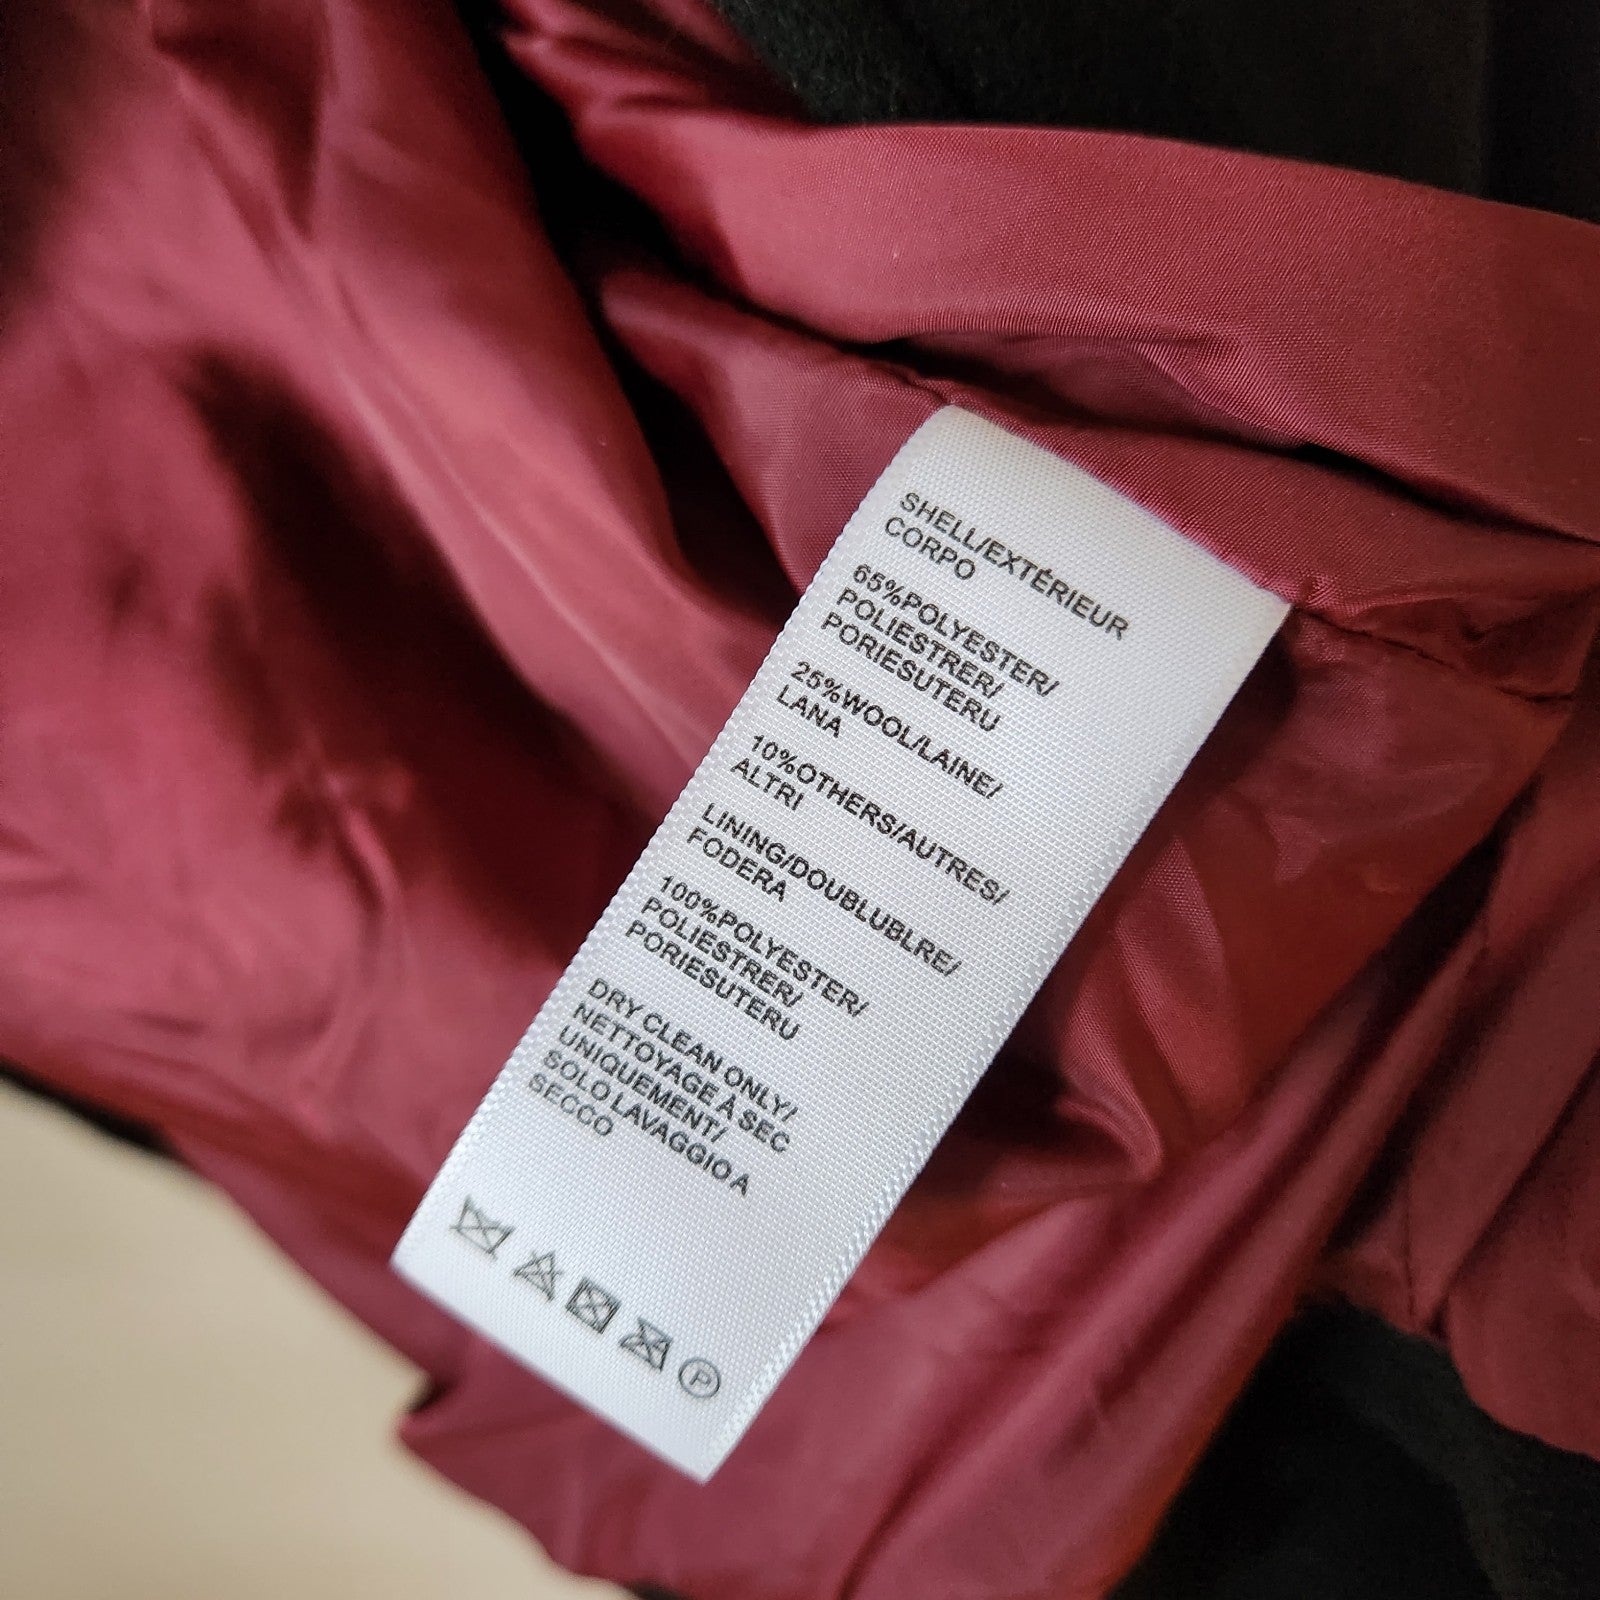 SHELL/EXTÉRIEUR
CORPO
65%POLYESTER/
POLIESTRER/
PORIESUTERU
25%WOOL/LAINE/
LANA
10%OTHERS/AUTRES/
ALTRI
LINING/DOUBLUBLRE/
FODERA
100%POLYESTER/
POLIESTRER/
PORIESUTERU
DRY CLEAN ONLY/
NETTOYAGE À SEC
UNIQUEMENT/
SOLO LAVAGGIO A
SECCO
P